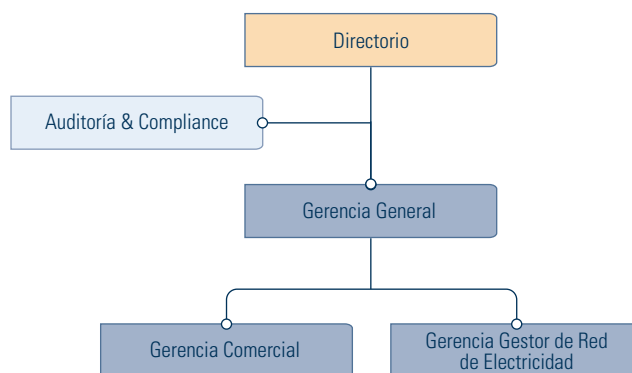 Directorio
Auditoría & Compliance
Gerencia General
Gerencia Comercial
Gerencia Gestor de Red
de Electricidad